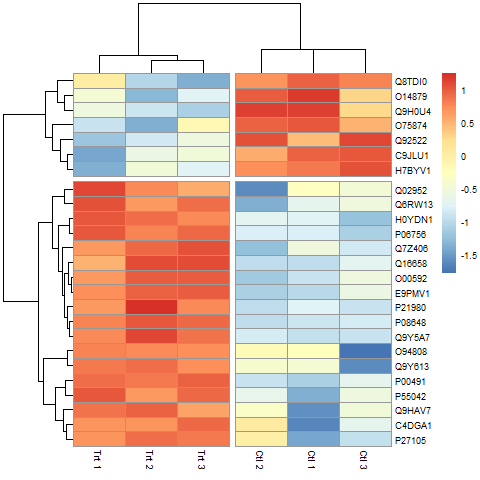 Q8TDI0
O14879
Q9H0U4
O75874
Q92522
C9JLU1
H7BYV1
Q02952
Q6RW13
H0YDN1
P06756
Q7Z406
Q16658
O00592
E9PMV1
P21980
P08648
Q9Y5A7
O94808
Q9Y613
P00491
P55042
Q9HAV7
C4DGA1
P27105
1
0.5
0
-0.5
-1
-1.5
Trt 1
Trt 2
Trt 3
Ctl 2
Ctl 1
Ctl 3